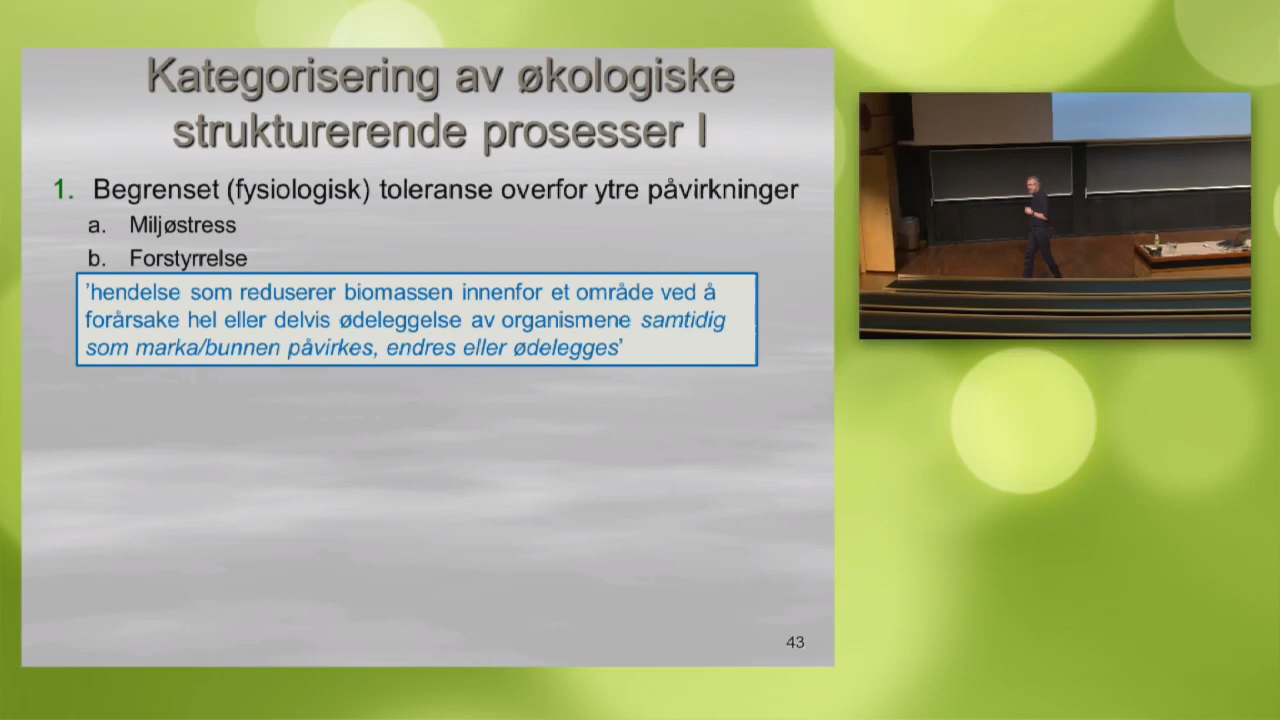 Kategorisering av økologiske
strukturerende prosesser I
1. Begrenset (fysiologisk) toleranse overfor ytre påvirkninger
a. Miljøstress
b. Forstyrrelse
’hendelse som reduserer biomassen innenfor et område ved å
forårsake hel eller delvis ødeleggelse av organismene samtidig
som marka/bunnen påvirkes, endres eller ødelegges’
43